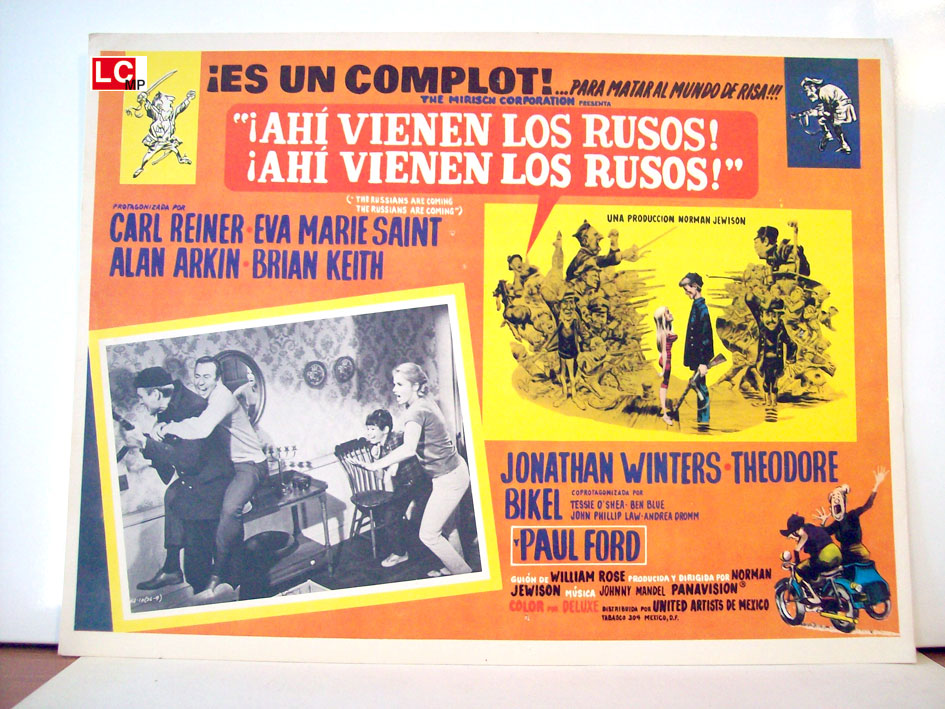 LC
MP
¡ES UN COMPLOT!...PARA MATAR AL MUNDO DE RISA!!!
THE MIRISCH CORPORATION PRESENTA
"¡AHÍ VIENEN LOS RUSOS!
¡AHÍ VIENEN LOS RUSOS!"
("THE RUSSIANS ARE COMING
THE RUSSIANS ARE COMING")
PROTAGONIZADA POR
CARL REINER·EVA MARIE SAINT
ALAN ARKIN·BRIAN KEITH
UNA PRODUCCION NORMAN JEWISON
JONATHAN WINTERS·THEODORE
BIKEL
COPROTAGONIZADA POR
TESSIE O'SHEA·BEN BLUE
JOHN PHILLIP LAW·ANDREA DROMM
Y PAUL FORD
GUIÓN DE WILLIAM ROSE PRODUCIDA Y DIRIGIDA POR NORMAN
JEWISON MÚSICA JOHNNY MANDEL PANAVISION®
COLOR POR DELUXE DISTRIBUIDA POR UNITED ARTISTS DE MEXICO
TABASCO 209 MEXICO, D.F.